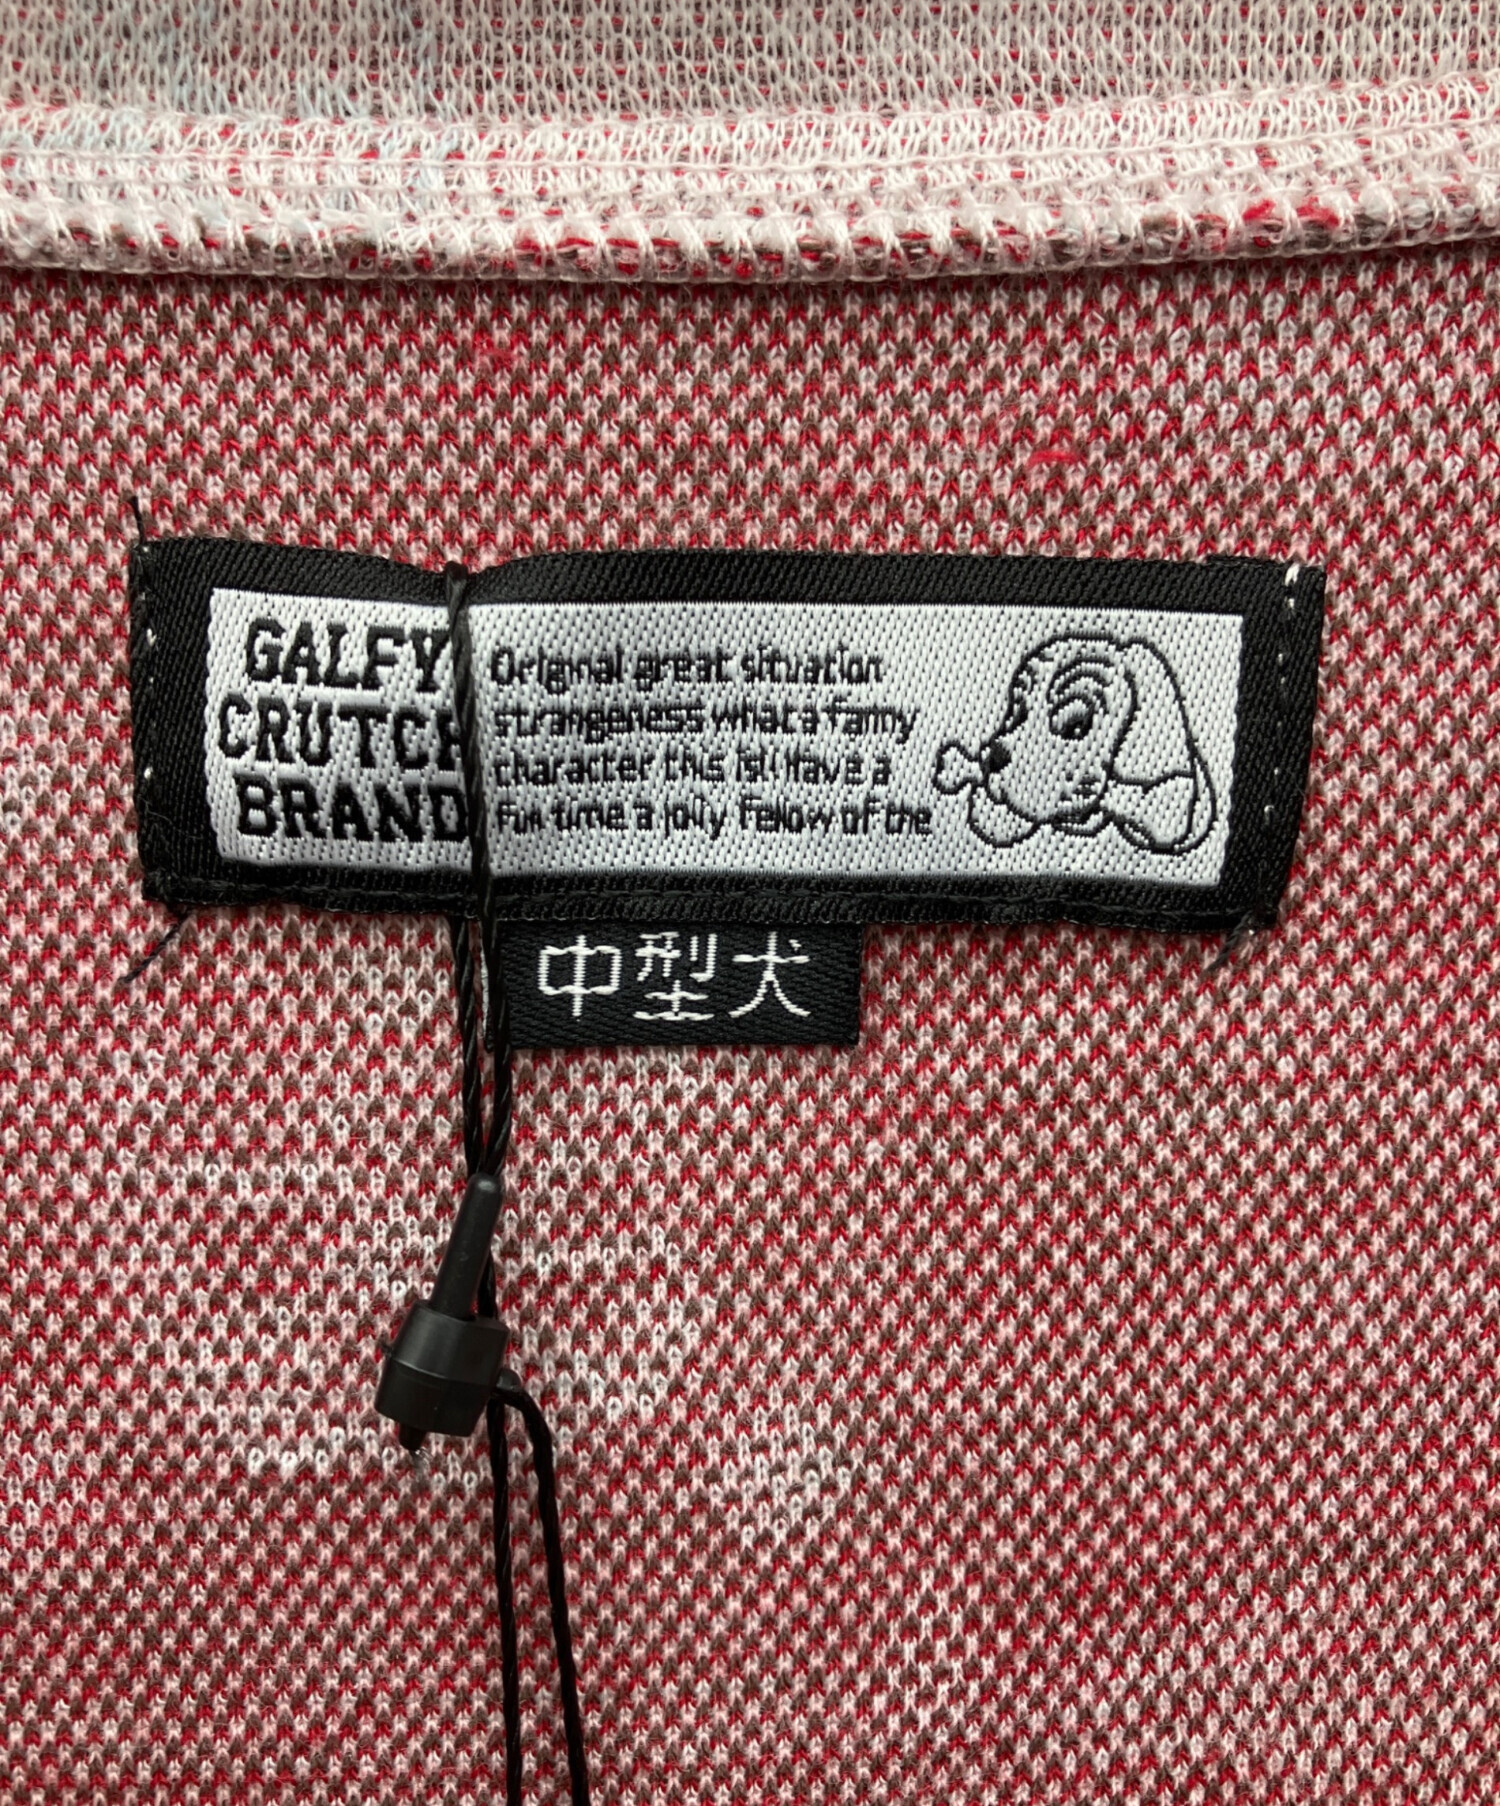 GALFY
CRUTCH
BRAND
Original great situation
strangeness what a fanny
character this is!! Have a
Fun time a jolly Fellow of the
中型犬